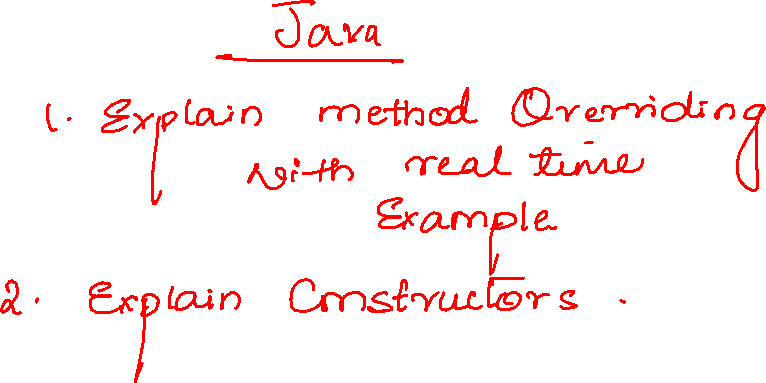 Java
1. Explain method Overriding
with real time
Example
2. Explain Constructors.